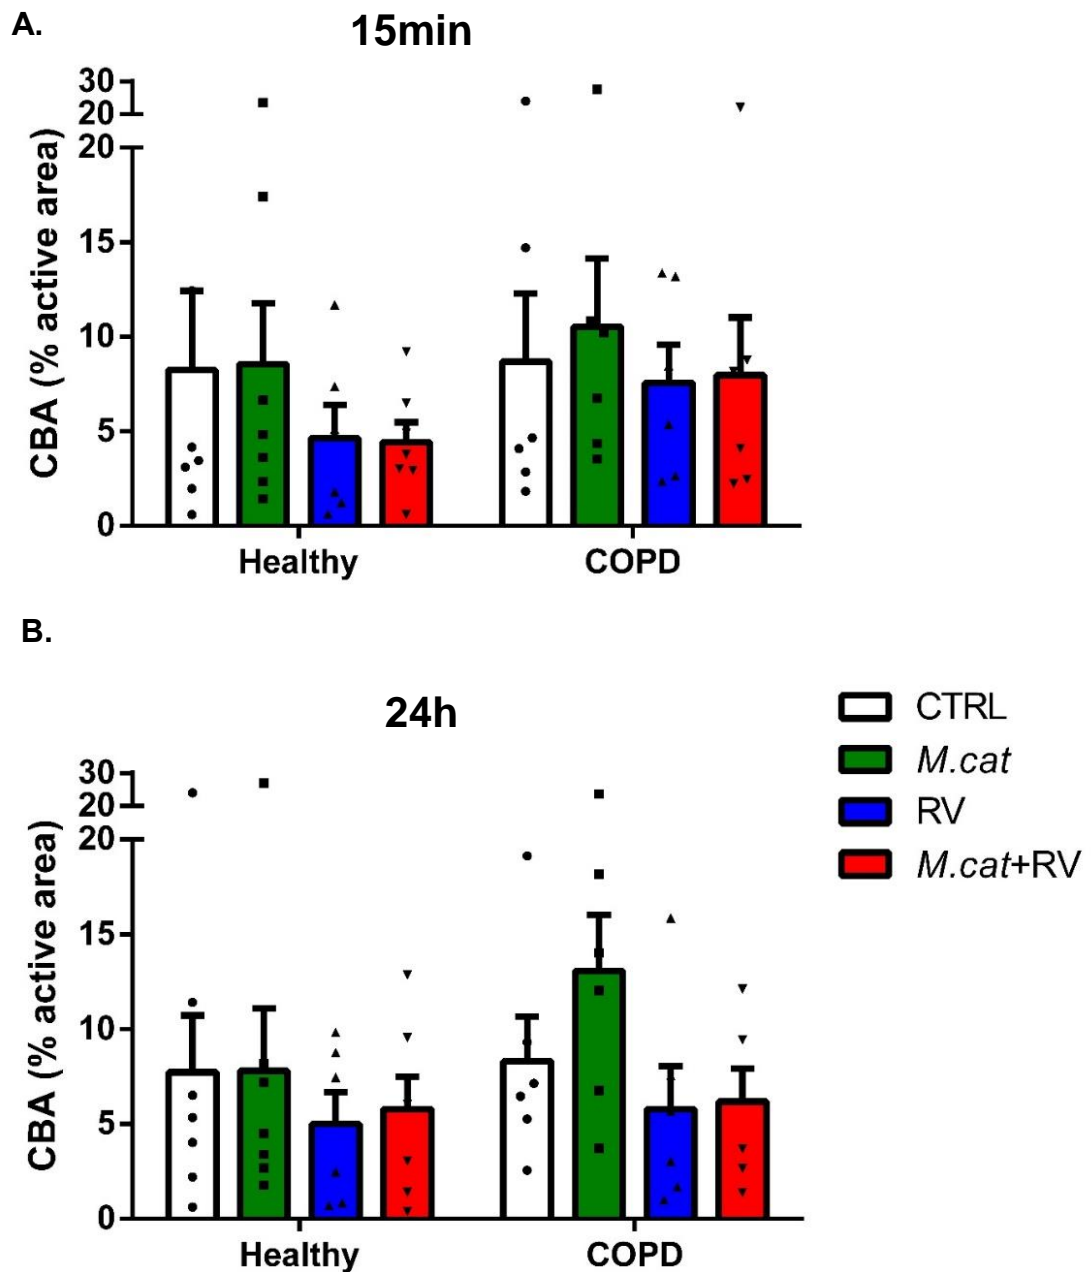 A.
15min
30
20
20
15
10
5
0
CBA (% active area)
Healthy COPD
B.
24h
30
20
20
15
10
5
0
CBA (% active area)
Healthy COPD
CTRL
M.cat
RV
M.cat+RV